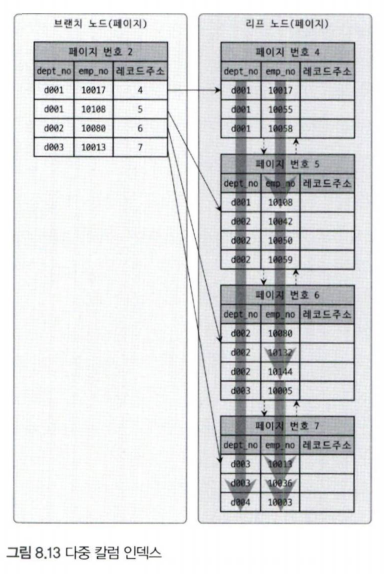 브랜치 노드(페이지)
페이지 번호 2
dept_no emp_no 레코드주소
d001 10017 4
d001 10108 5
d002 10080 6
d003 10013 7
리프 노드(페이지)
페이지 번호 4
dept_no emp_no 레코드주소
d001 10017
d001 10055
d001 10058
페이지 번호 5
dept_no emp_no 레코드주소
d001 10108
d002 10042
d002 10050
d002 10059
페이지 번호 6
dept_no emp_no 레코드주소
d002 10080
d002 10132
d002 10144
d003 10005
페이지 번호 7
dept_no emp_no 레코드주소
d003 10013
d003 10036
d004 10003
그림 8.13 다중 칼럼 인덱스